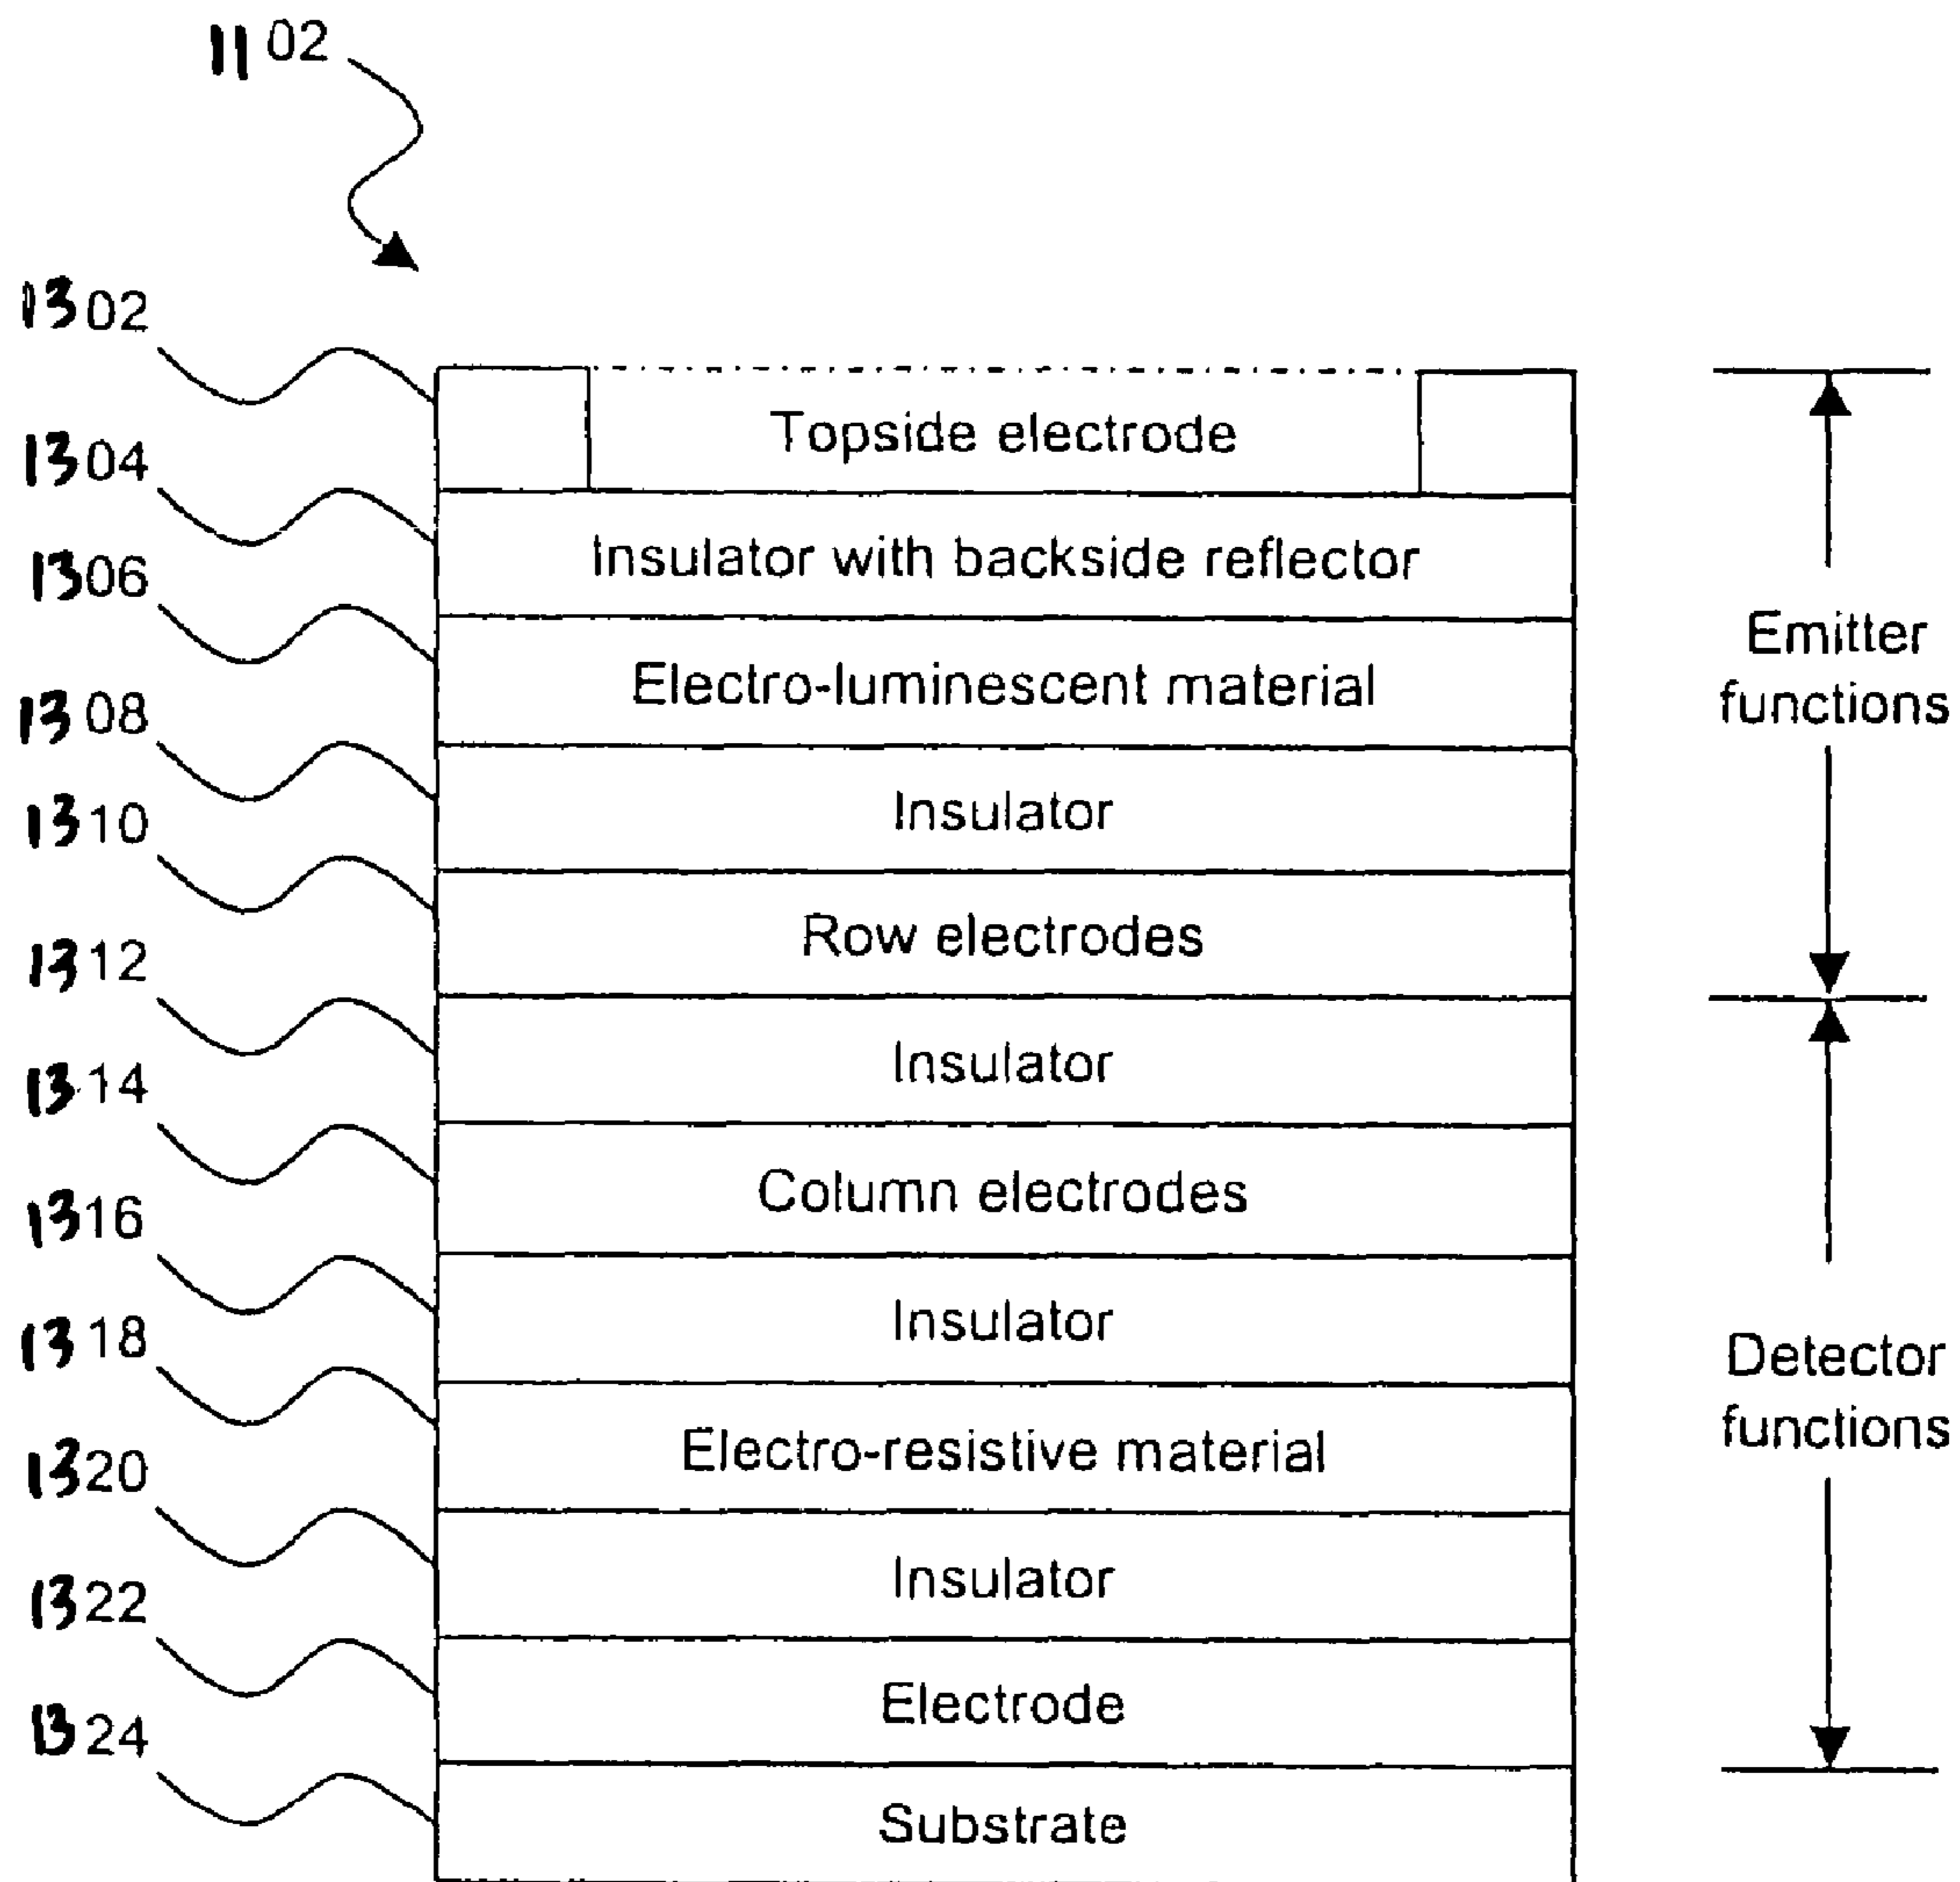 1102
1302
Topside electrode
1304
Insulator with backside reflector
1306
Electro-luminescent material
Emitter
functions
1308
Insulator
1310
Row electrodes
1312
Insulator
1314
Column electrodes
1316
Insulator
1318
Electro-resistive material
Detector
functions
1320
Insulator
1322
Electrode
1324
Substrate